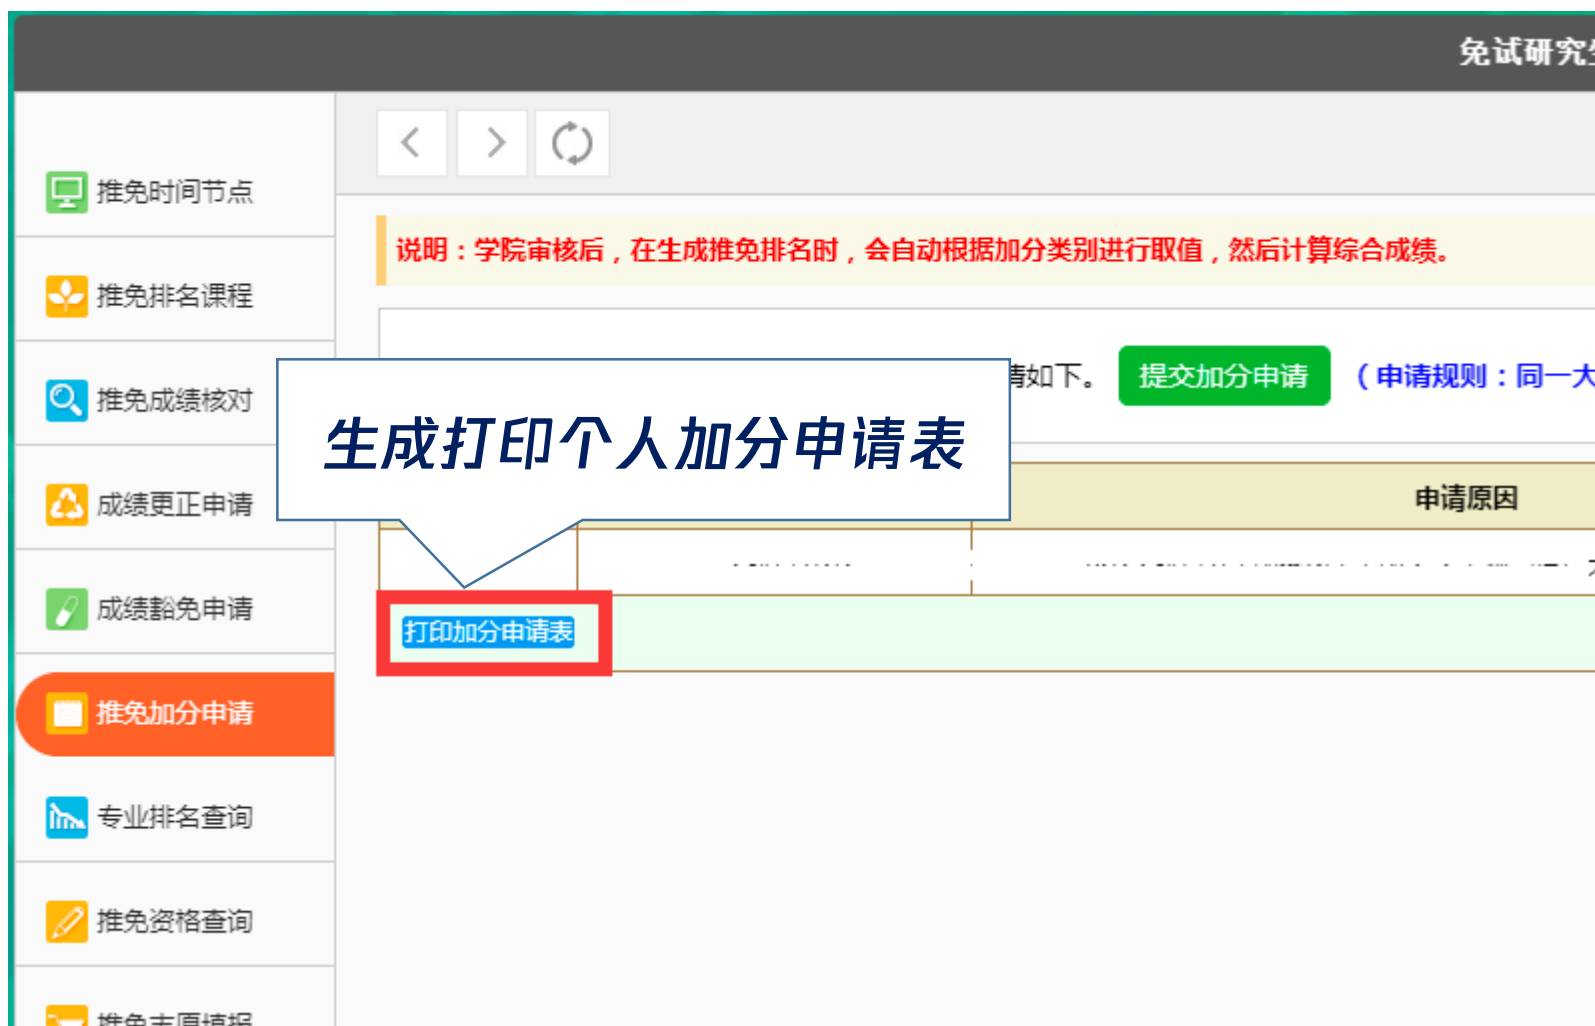 免试研究
推免时间节点
推免排名课程
推免成绩核对
成绩更正申请
成绩豁免申请
推免加分申请
专业排名查询
推免资格查询
推免志愿填报
说明：学院审核后，在生成推免排名时，会自动根据加分类别进行取值，然后计算综合成绩。
如下。 提交加分申请 （申请规则：同一大
生成打印个人加分申请表
申请原因
打印加分申请表